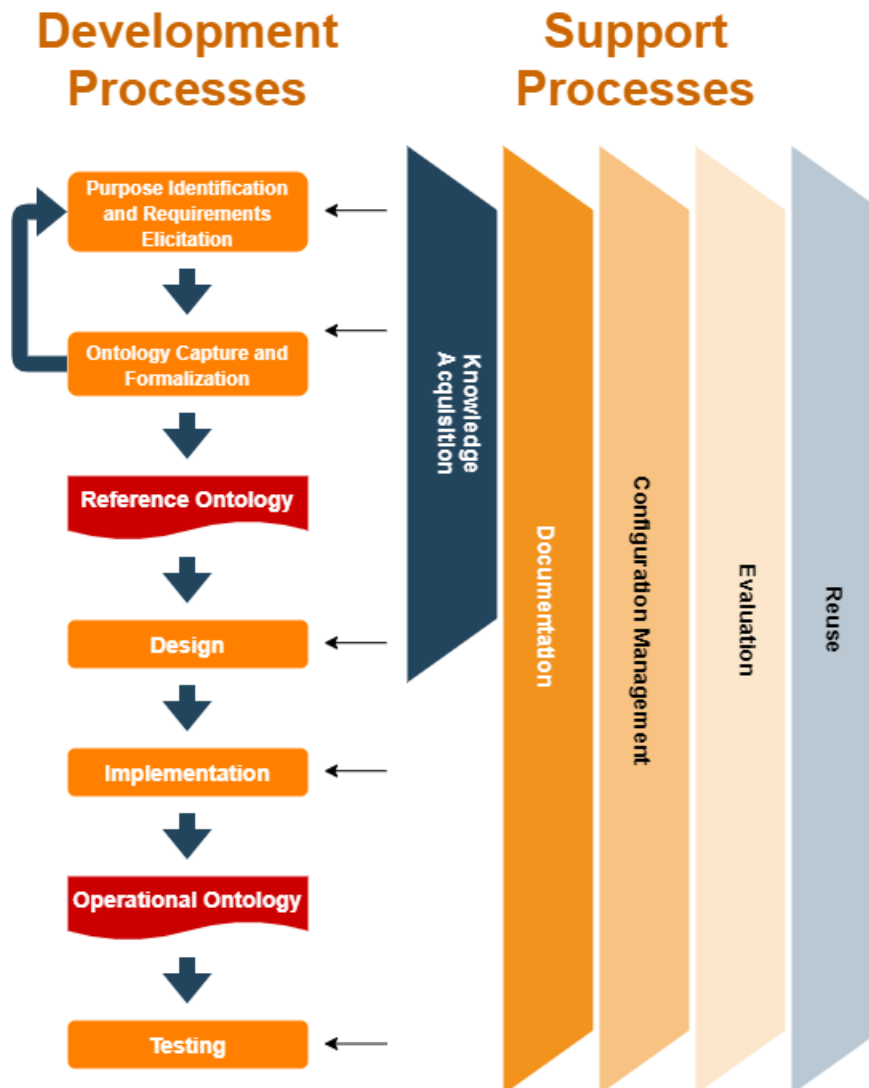 Development
Processes
Support
Processes
Purpose Identification
and Requirements
Elicitation
Ontology Capture and
Formalization
Reference Ontology
Design
Implementation
Operational Ontology
Testing
Knowledge
Acquisition
Documentation
Configuration Management
Evaluation
Reuse